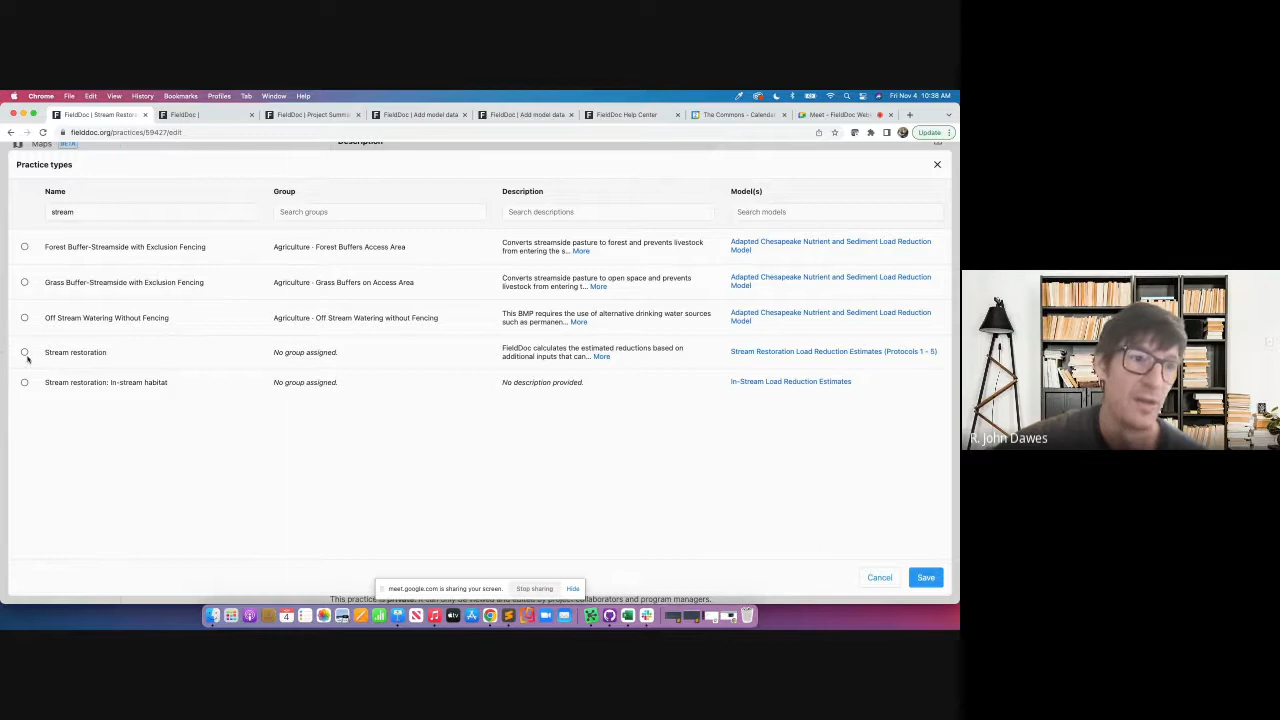 Chrome File Edit View History Bookmarks Profiles Tab Window Help
Fri Nov 4 10:38 AM
FieldDoc | Stream Restora
FieldDoc |
FieldDoc | Project Summa
FieldDoc | Add model data
FieldDoc | Add model data
FieldDoc Help Center
The Commons - Calendar
Meet - FieldDoc Web
fielddoc.org/practices/59427/edit
Update
Maps BETA
Description
Practice types
Name Group Description Model(s)
stream Search groups Search descriptions Search models
Forest Buffer-Streamside with Exclusion Fencing
Agriculture - Forest Buffers Access Area
Converts streamside pasture to forest and prevents livestock
from entering the s... More
Adapted Chesapeake Nutrient and Sediment Load Reduction
Model
Grass Buffer-Streamside with Exclusion Fencing
Agriculture - Grass Buffers on Access Area
Converts streamside pasture to open space and prevents
livestock from entering t... More
Adapted Chesapeake Nutrient and Sediment Load Reduction
Model
Off Stream Watering Without Fencing
Agriculture - Off Stream Watering without Fencing
This BMP requires the use of alternative drinking water sources
such as permanen... More
Adapted Chesapeake Nutrient and Sediment Load Reduction
Model
Stream restoration
No group assigned.
FieldDoc calculates the estimated reductions based on
additional inputs that can... More
Stream Restoration Load Reduction Estimates (Protocols 1 - 5)
Stream restoration: In-stream habitat
No group assigned.
No description provided.
In-Stream Load Reduction Estimates
Cancel Save
meet.google.com is sharing your screen. Stop sharing Hide
This practice is private. It can only be viewed and edited by project collaborators and program managers.
R. John Dawes